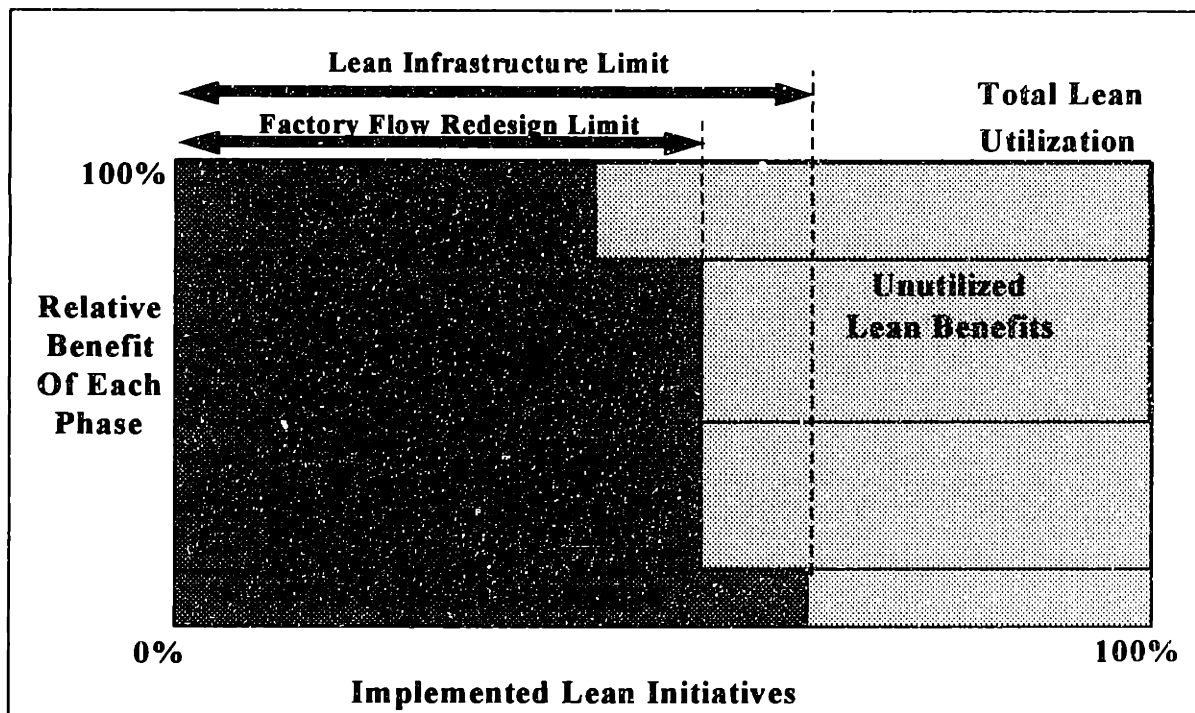 Lean Infrastructure Limit
Total Lean
Utilization
Factory Flow Redesign Limit
100%
Relative
Benefit
Of Each
Phase
Unutilized
Lean Benefits
0%
100%
Implemented Lean Initiatives